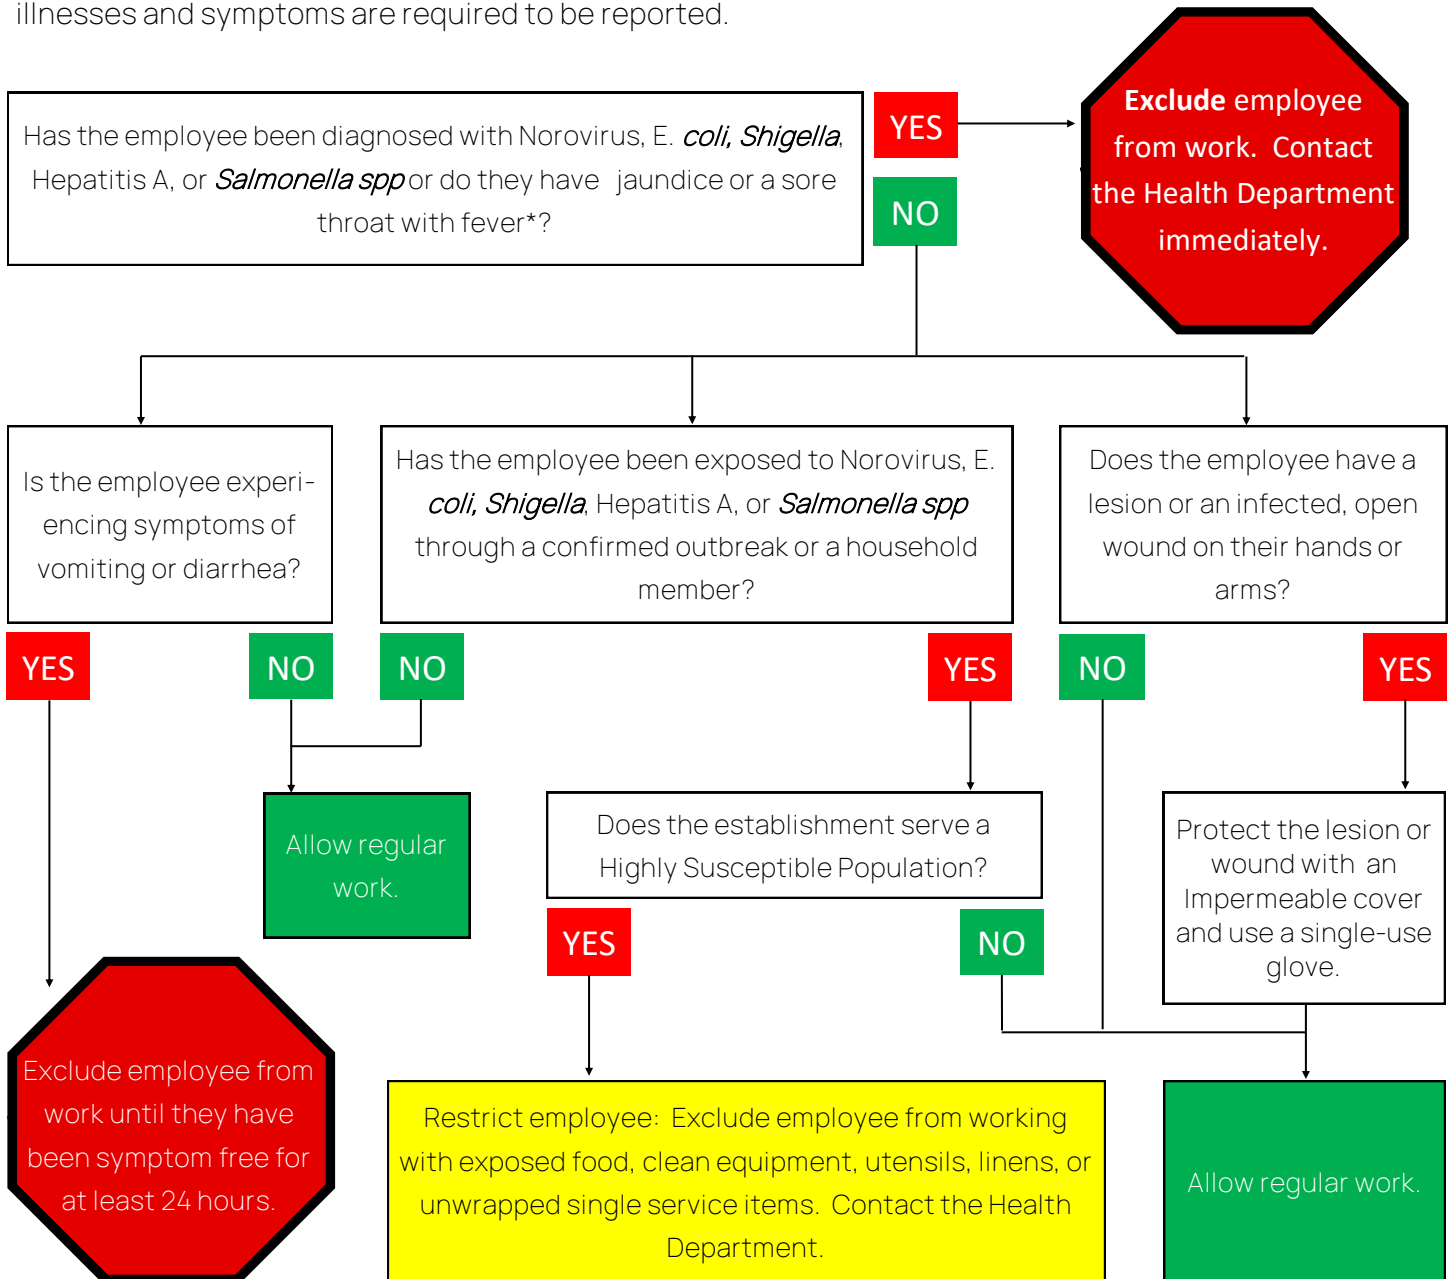 illnesses and symptoms are required to be reported.
Has the employee been diagnosed with Norovirus, E. coli, Shigella,
Hepatitis A, or Salmonella spp or do they have jaundice or a sore
throat with fever*?
YES
NO
Exclude employee
from work. Contact
the Health Department
immediately.
Is the employee experi-
encing symptoms of
vomiting or diarrhea?
YES
NO
Has the employee been exposed to Norovirus, E.
coli, Shigella, Hepatitis A, or Salmonella spp
through a confirmed outbreak or a household
member?
NO
YES
Does the employee have a
lesion or an infected, open
wound on their hands or
arms?
NO
YES
Allow regular
work.
Does the establishment serve a
Highly Susceptible Population?
YES
NO
Protect the lesion or
wound with an
Impermeable cover
and use a single-use
glove.
Exclude employee from
work until they have
been symptom free for
at least 24 hours.
Restrict employee: Exclude employee from working
with exposed food, clean equipment, utensils, linens, or
unwrapped single service items. Contact the Health
Department.
Allow regular work.